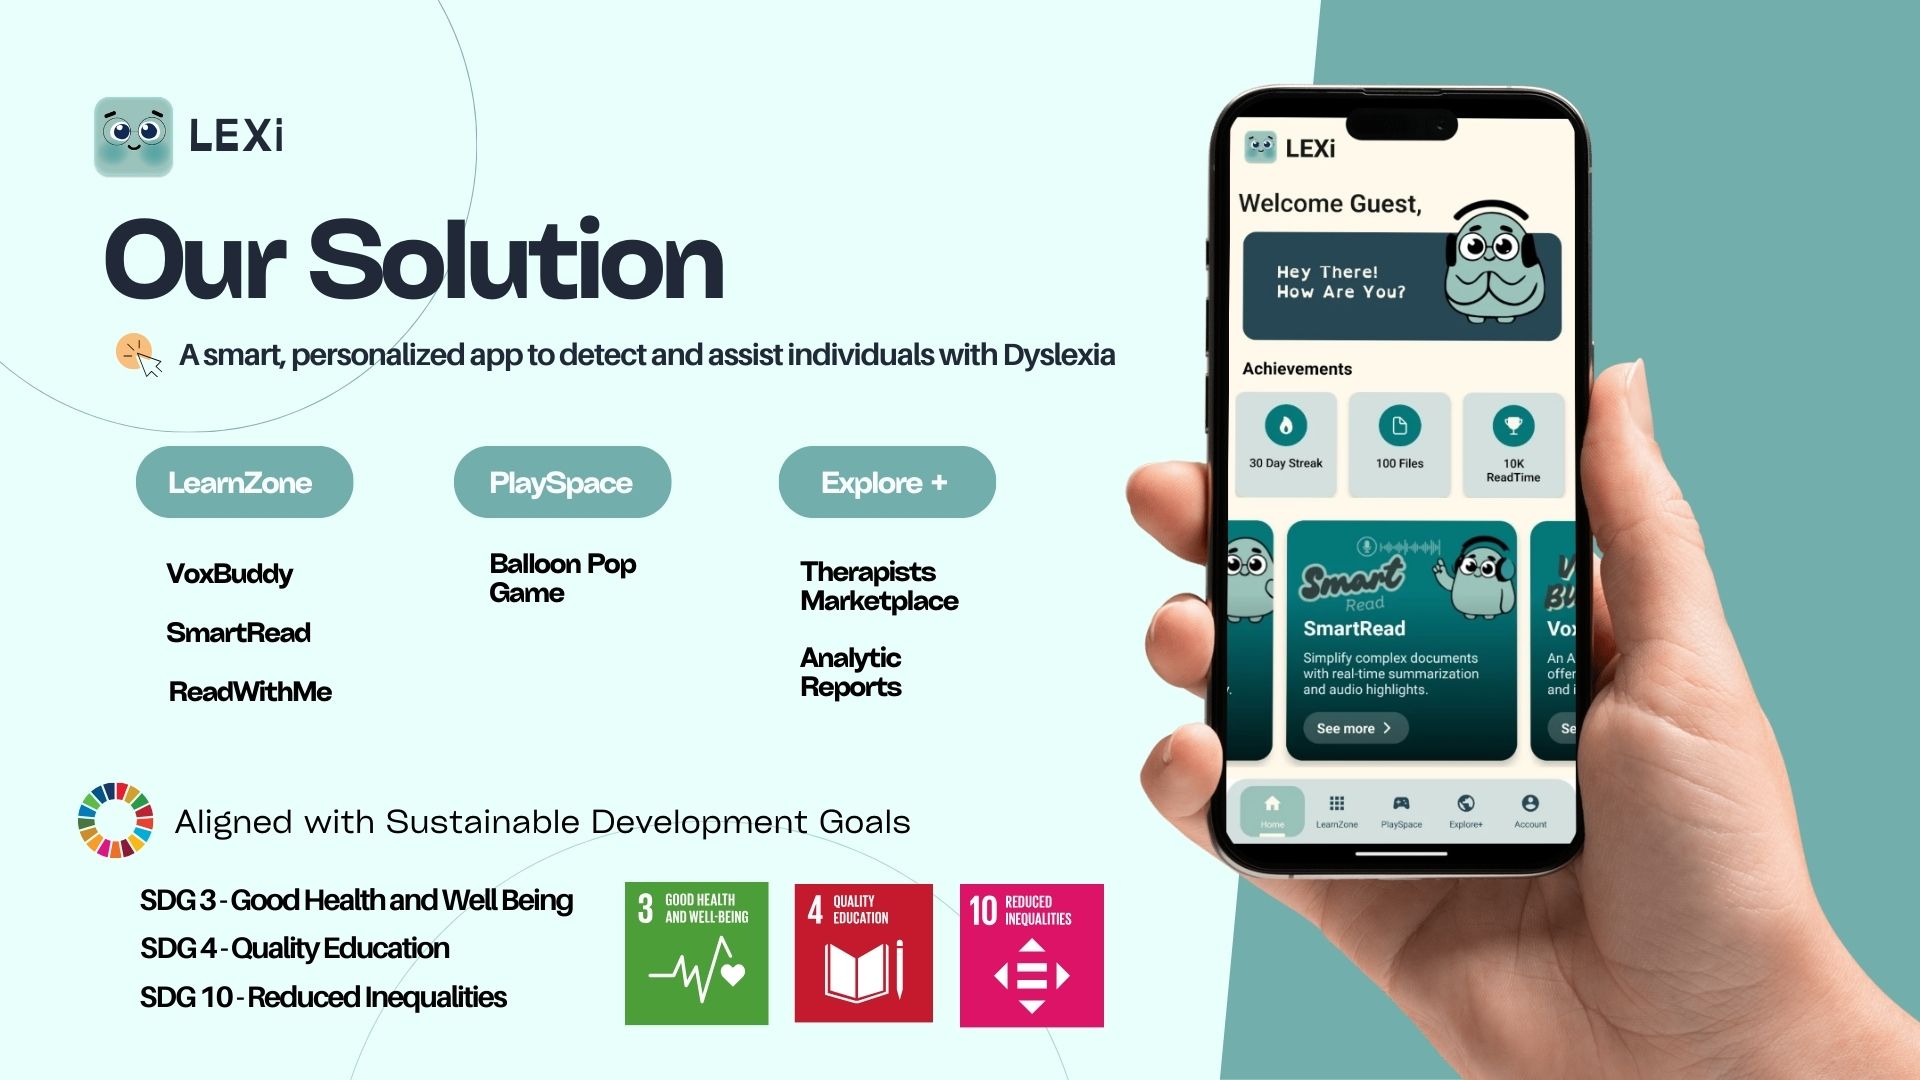 LEXi
Our Solution
A smart, personalized app to detect and assist individuals with Dyslexia
LearnZone
VoxBuddy
SmartRead
ReadWithMe
PlaySpace
Balloon Pop
Game
Explore +
Therapists
Marketplace
Analytic
Reports
Aligned with Sustainable Development Goals
SDG 3 - Good Health and Well Being
SDG 4 - Quality Education
SDG 10 - Reduced Inequalities
3 GOOD HEALTH
AND WELL-BEING
4 QUALITY
EDUCATION
10 REDUCED
INEQUALITIES
LEXi
Welcome Guest,
Hey There!
How Are You?
Achievements
30 Day Streak
100 Files
10K
ReadTime
Smart
Read
SmartRead
Simplify complex documents
with real-time summarization
and audio highlights.
See more
Home
LearnZone
PlaySpace
Explore+
Account